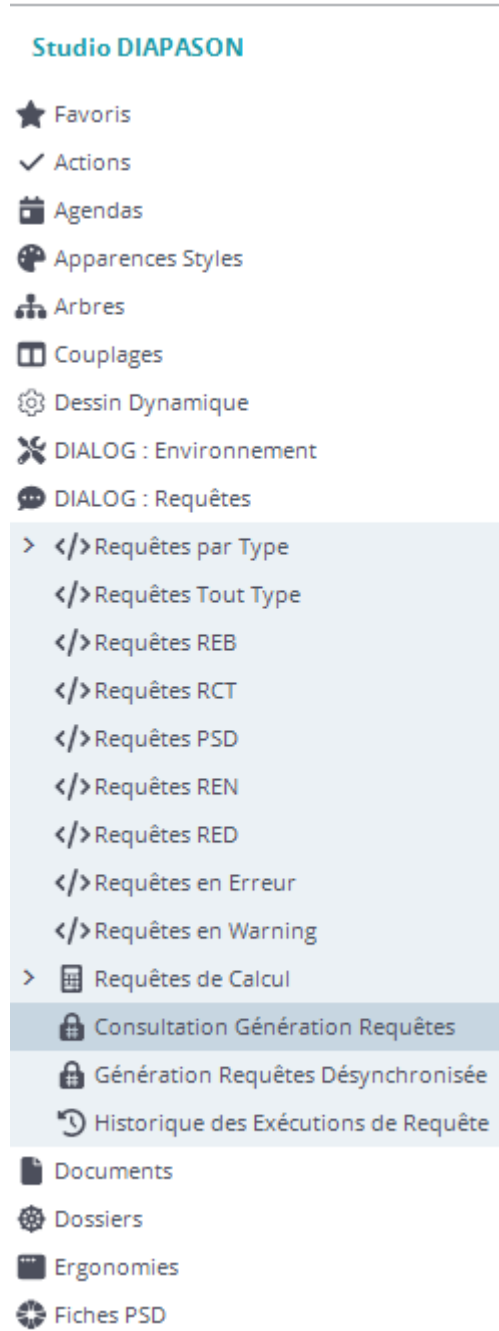 Studio DIAPASON
Favoris
Actions
Agendas
Apparences Styles
Arbres
Couplages
Dessin Dynamique
DIALOG : Environnement
DIALOG : Requêtes
Requêtes par Type
Requêtes Tout Type
Requêtes REB
Requêtes RCT
Requêtes PSD
Requêtes REN
Requêtes RED
Requêtes en Erreur
Requêtes en Warning
Requêtes de Calcul
Consultation Génération Requêtes
Génération Requêtes Désynchronisée
Historique des Exécutions de Requête
Documents
Dossiers
Ergonomies
Fiches PSD